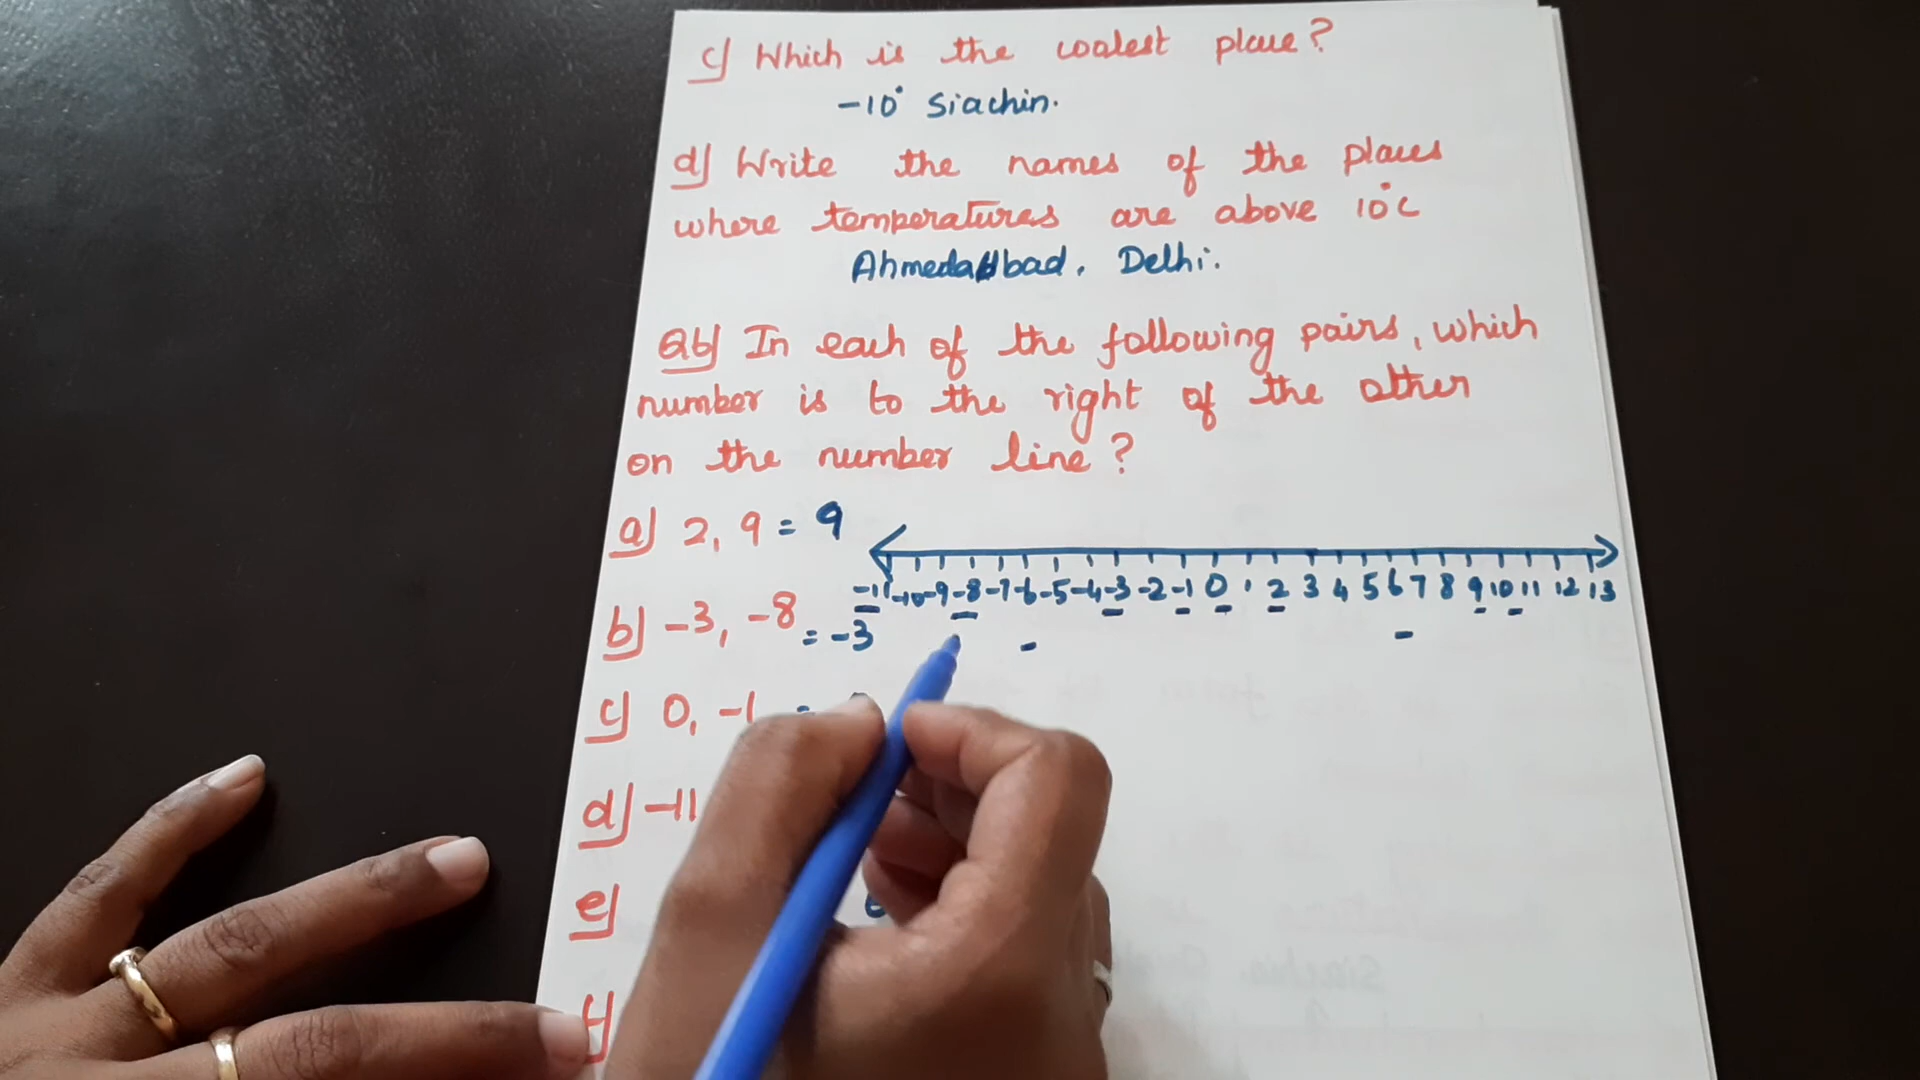 c) Which is the coolest place?
-10° Siachin.
d) Write the names of the places
where temperatures are above 10°C
Ahmedabad, Delhi.
Q6) In each of the following pairs, which
number is to the right of the other
on the number line?
a) 2, 9 = 9
-11 -10 -9 -8 -7 -6 -5 -4 -3 -2 -1 0 1 2 3 4 5 6 7 8 9 10 11 12 13
b) -3, -8 = -3
c) 0, -1 =
d) -11
e)